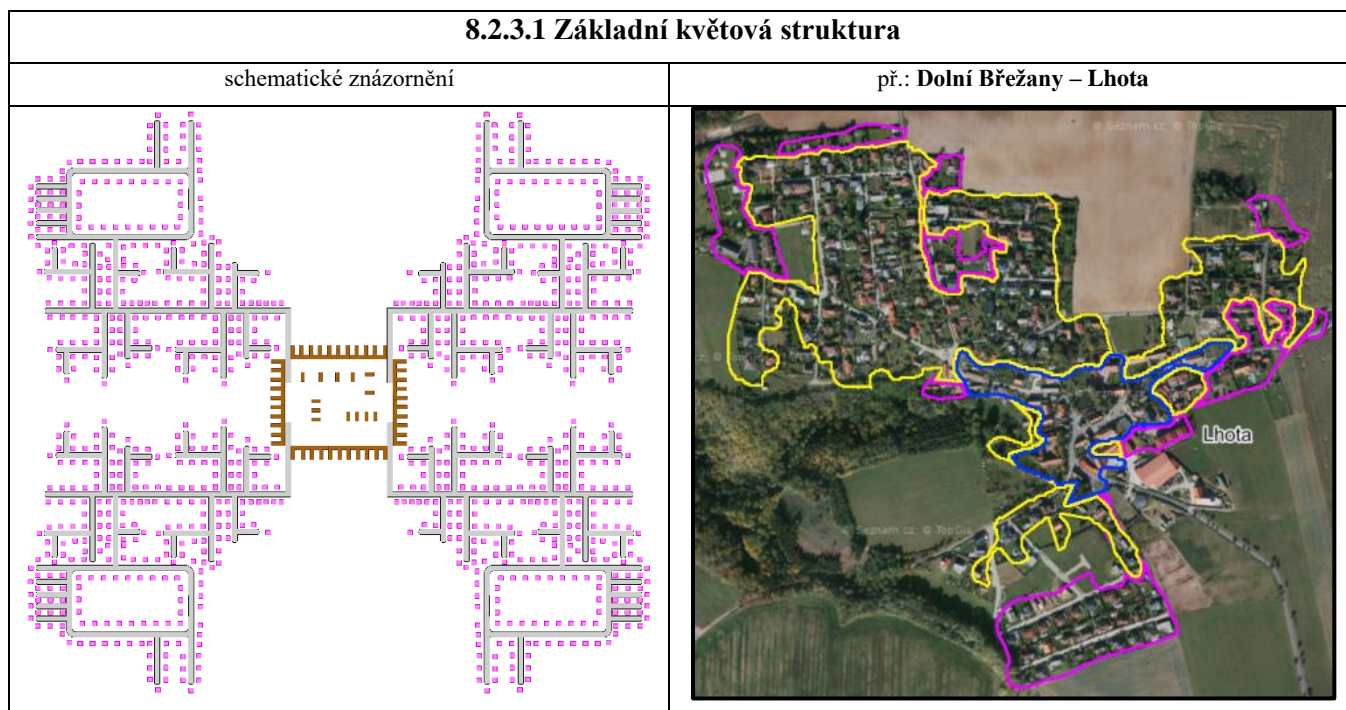 8.2.3.1 Základní květová struktura
schematické znázornění
př.: Dolní Břežany – Lhota
© Seznam.cz © TopGis
Lhota
© Seznam.cz © TopGis